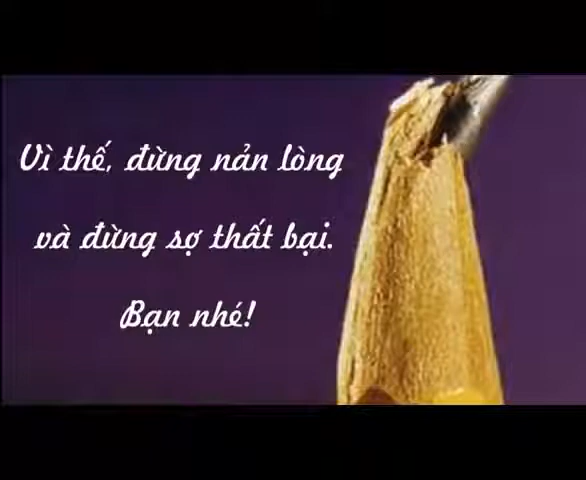 Vì thế, đừng nản lòng
và đừng sợ thất bại.
Bạn nhé!